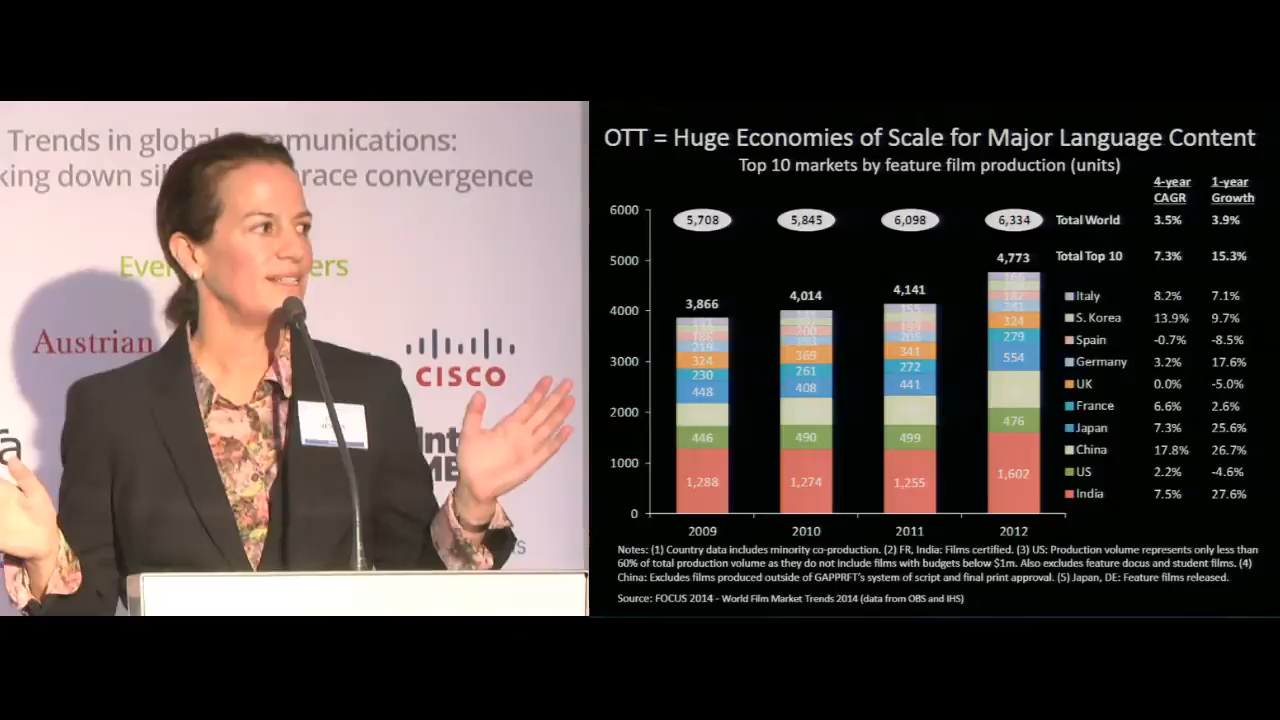 Trends in global communications:
king down sil embrace convergence
Austrian
CISCO
Int
OTT = Huge Economies of Scale for Major Language Content
Top 10 markets by feature film production (units)
4-year CAGR
1-year Growth
6000 5,708 5,845 6,098 6,334 Total World 3.5% 3.9%
5000 4,773 Total Top 10 7.3% 15.3%
3,866 4,014 4,141
4000
3000
2000
1000
0
Italy 8.2% 7.1%
S. Korea 13.9% 9.7%
Spain -0.7% -8.5%
Germany 3.2% 17.6%
UK 0.0% -5.0%
France 6.6% 2.6%
Japan 7.3% 25.6%
China 17.8% 26.7%
US 2.2% -4.6%
India 7.5% 27.6%
324 369 341 324
230 261 272 279
448 408 441 554
446 490 499 476
1,288 1,274 1,255 1,602
2009 2010 2011 2012
Notes: (1) Country data includes minority co-production. (2) FR, India: Films certified. (3) US: Production volume represents only less than
60% of total production volume as they do not include films with budgets below $1m. Also excludes feature docus and student films. (4)
China: Excludes films produced outside of GAPPRFT's system of script and final print approval. (5) Japan, DE: Feature films released.
Source: FOCUS 2014 - World Film Market Trends 2014 (data from OBS and IHS)